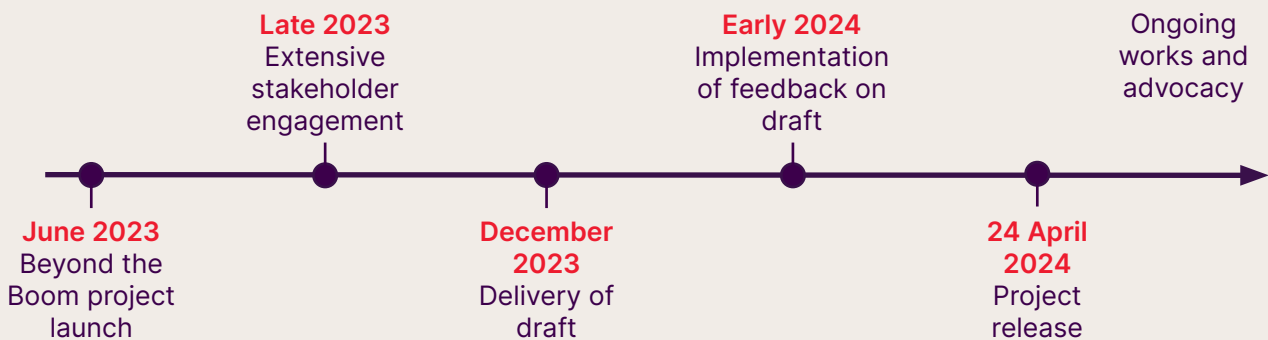 Late 2023
Extensive
stakeholder
engagement
Early 2024
Implementation
of feedback on
draft
Ongoing
works and
advocacy
June 2023
Beyond the
Boom project
launch
December
2023
Delivery of
draft
24 April
2024
Project
release